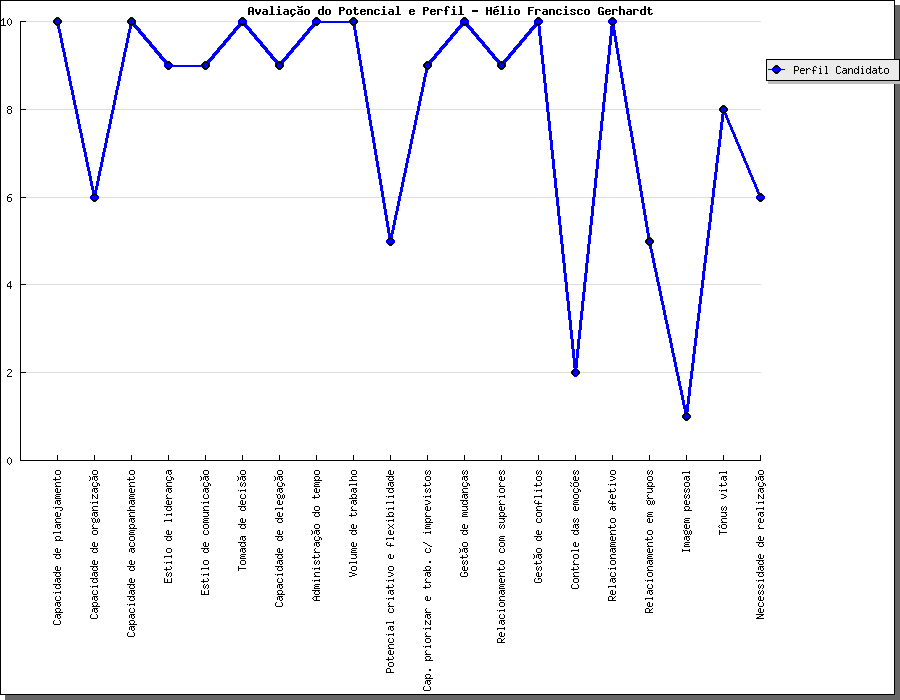 Avaliação do Potencial e Perfil - Hélio Francisco Gerhardt
10
8
6
4
2
0
Perfil Candidato
Capacidade de planejamento
Capacidade de organização
Capacidade de acompanhamento
Estilo de liderança
Estilo de comunicação
Tomada de decisão
Capacidade de delegação
Administração do tempo
Volume de trabalho
Potencial criativo e flexibilidade
Cap. priorizar e trab. c/ imprevistos
Gestão de mudanças
Relacionamento com superiores
Gestão de conflitos
Controle das emoções
Relacionamento afetivo
Relacionamento em grupos
Imagem pessoal
Tônus vital
Necessidade de realização